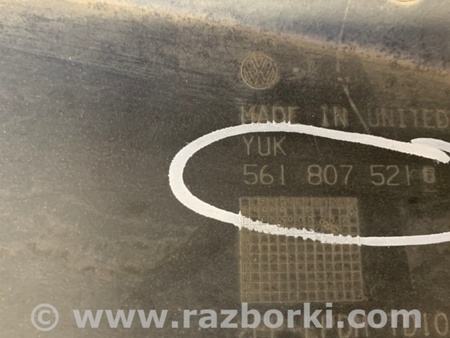 MADE IN UNITED
YUK
561 807 521
© www.razborki.com